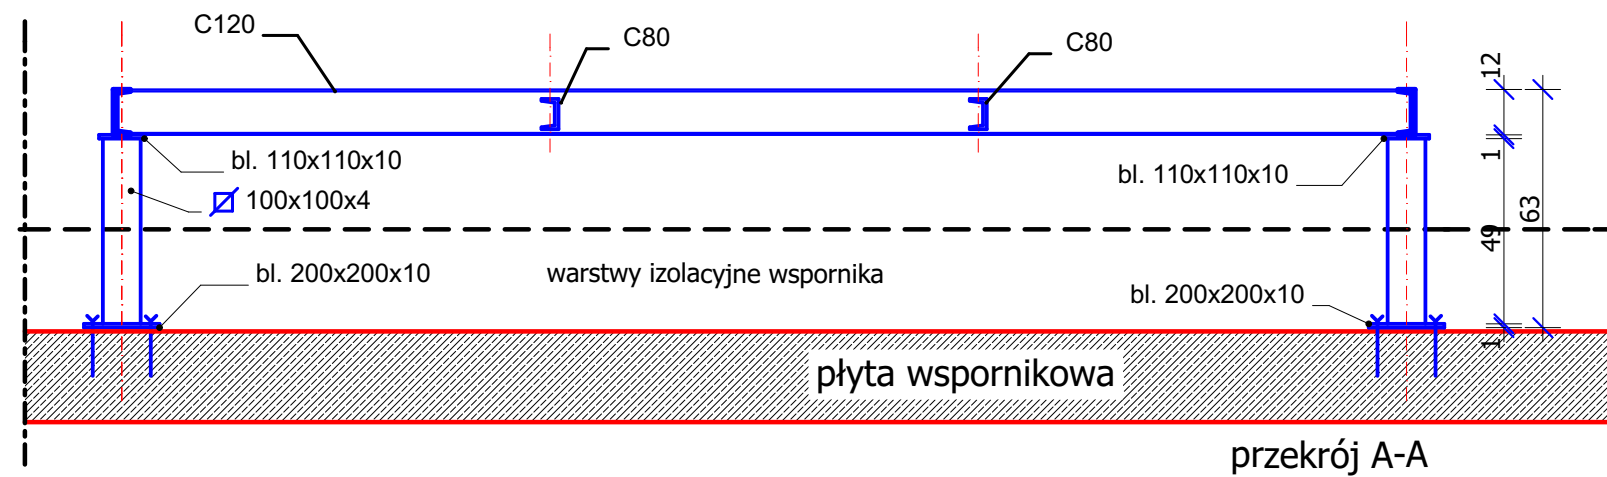 C120
C80
C80
12
bl. 110x110x10
bl. 110x110x10
1
100x100x4
63
49
bl. 200x200x10
warstwy izolacyjne wspornika
bl. 200x200x10
1
płyta wspornikowa
przekrój A-A